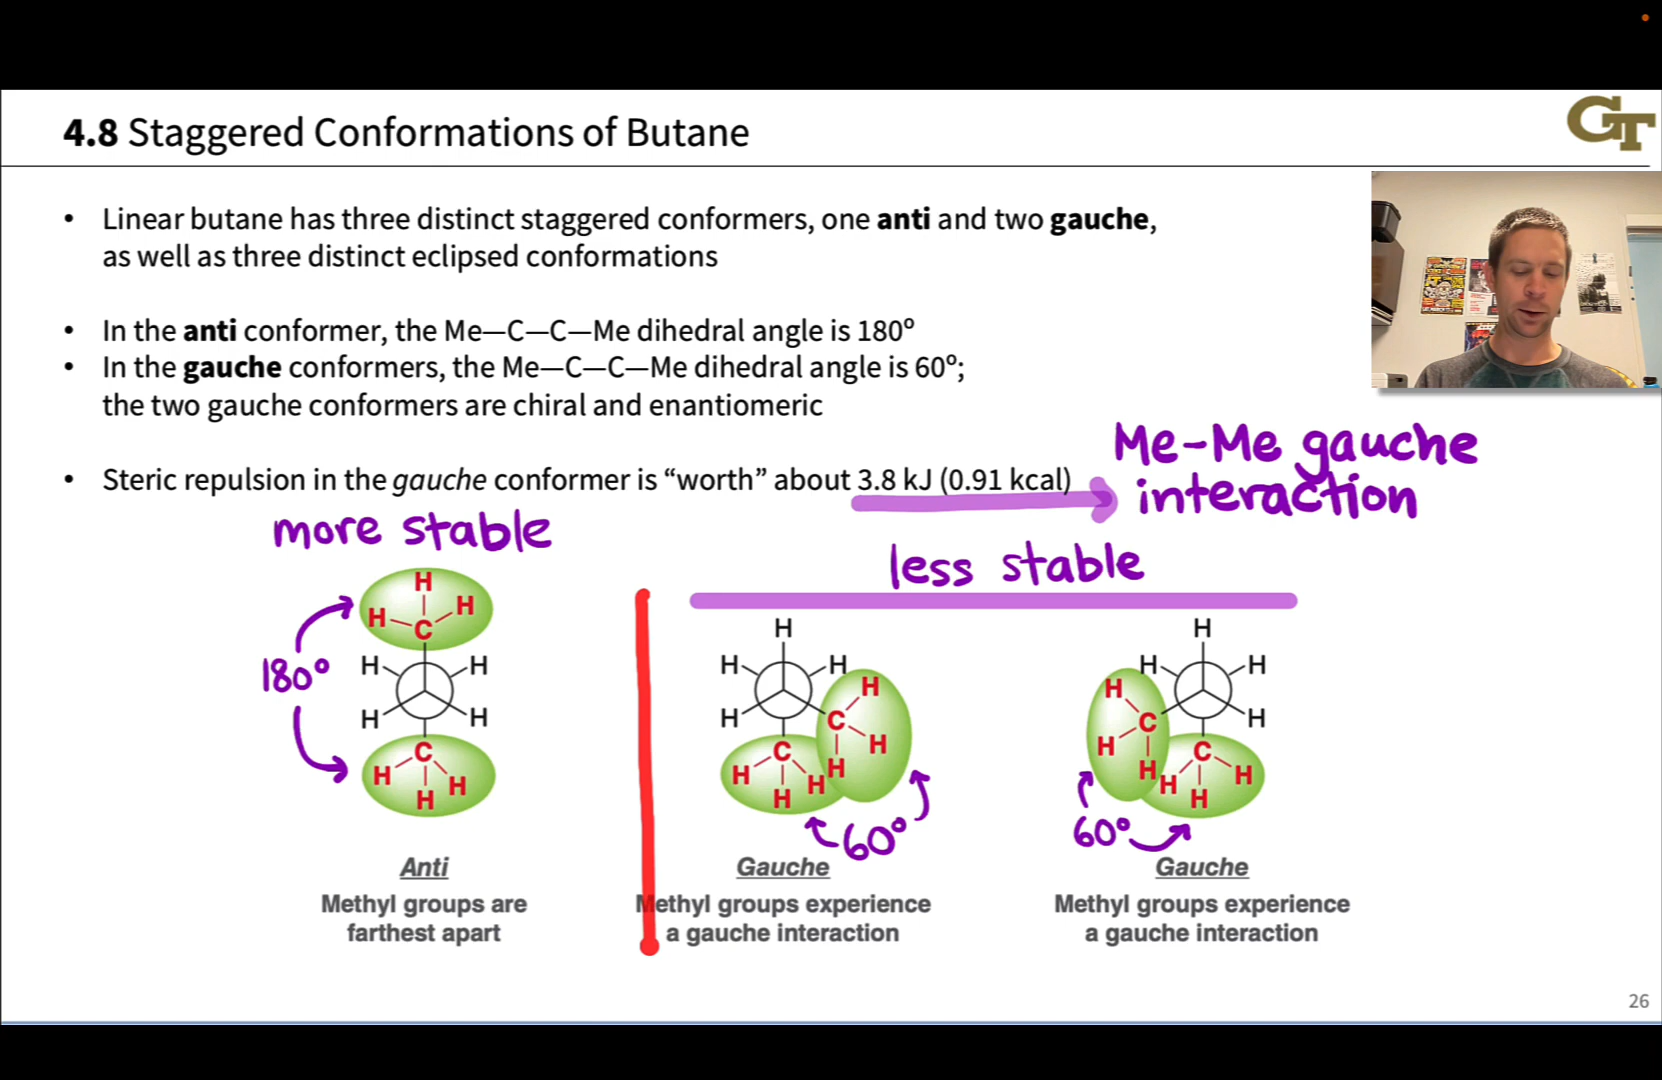 4.8 Staggered Conformations of Butane
GT
• Linear butane has three distinct staggered conformers, one anti and two gauche,
as well as three distinct eclipsed conformations
• In the anti conformer, the Me—C—C—Me dihedral angle is 180º
• In the gauche conformers, the Me—C—C—Me dihedral angle is 60º;
the two gauche conformers are chiral and enantiomeric
• Steric repulsion in the gauche conformer is “worth” about 3.8 kJ (0.91 kcal)
Me-Me gauche
interaction
more stable
less stable
H
H H
C
180°
H H
H H
C
H H
H
H
H H
H
H
C
H
H
C
H H
H
60°
H
H H
H
H
C
H
H
C
H H
H
60°
Anti
Methyl groups are
farthest apart
Gauche
Methyl groups experience
a gauche interaction
Gauche
Methyl groups experience
a gauche interaction
26